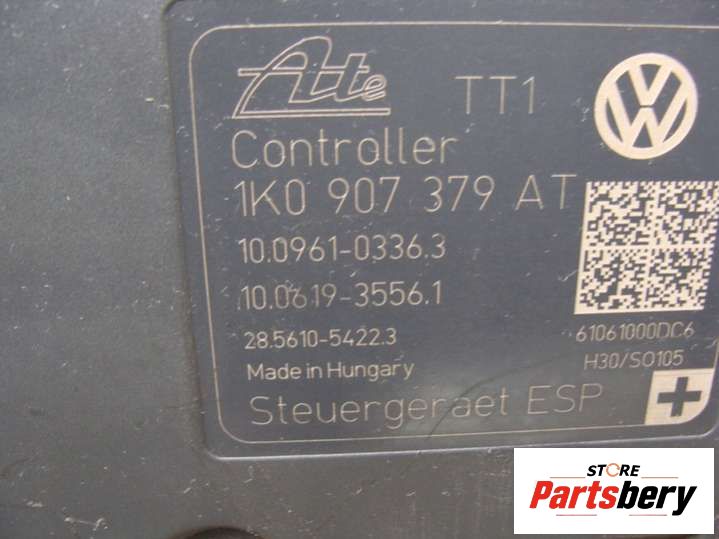 Ate TT1
Controller
1K0 907 379 AT
10.0961-0336.3
10.0619-3556.1
28.5610-5422.3 61061000DC6
Made in Hungary H30/SO105
Steuergeraet ESP
STORE
Partsbery